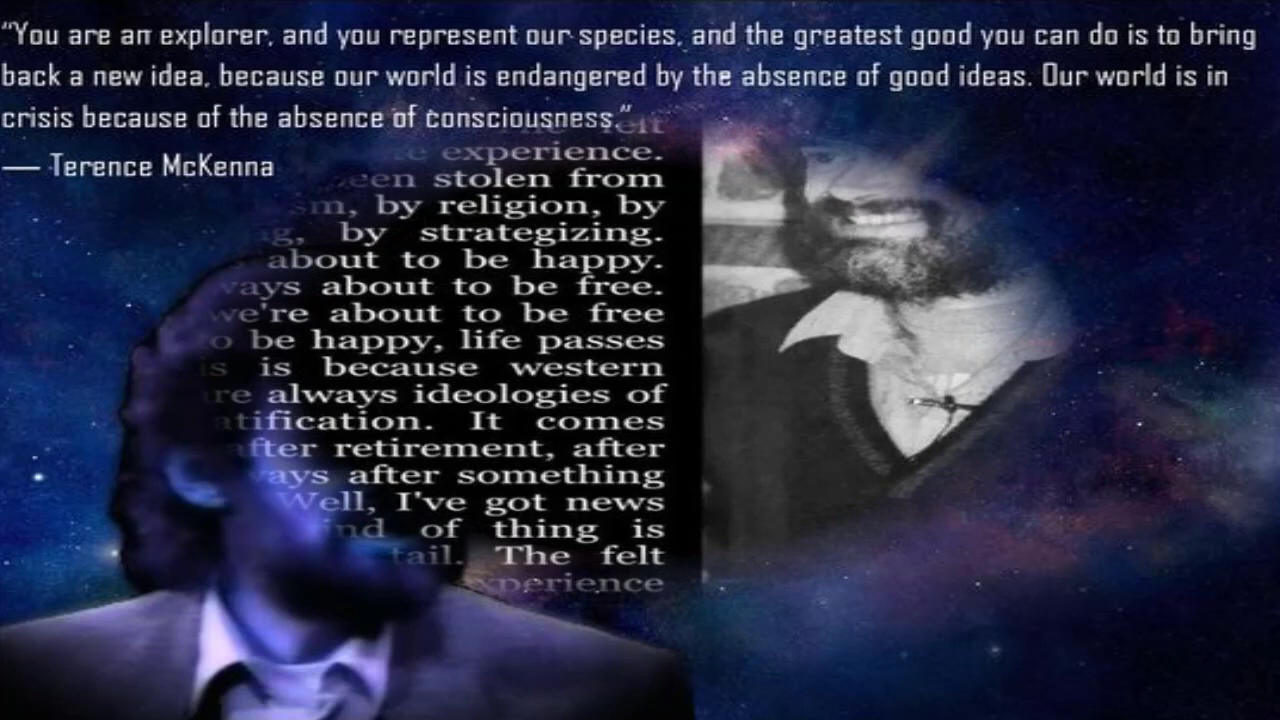 “You are an explorer, and you represent our species, and the greatest good you can do is to bring
back a new idea, because our world is endangered by the absence of good ideas. Our world is in
crisis because of the absence of consciousness.”
— Terence McKenna
felt
experience.
stolen from
by religion, by
by strategizing.
about to be happy.
about to be free.
we're about to be free
be happy, life passes
is because western
always ideologies of
It comes
after retirement, after
after something
Well, I've got news
of thing is
The felt
experience